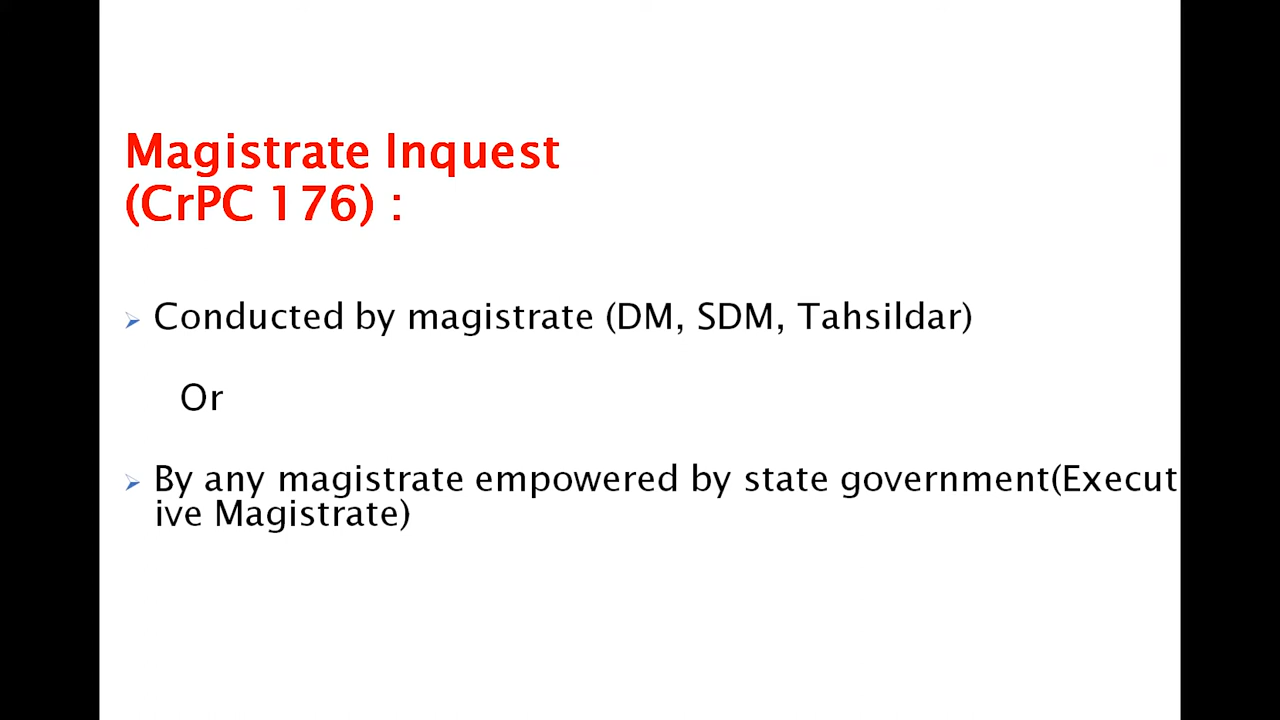 Magistrate Inquest
(CrPC 176) :
Conducted by magistrate (DM, SDM, Tahsildar)
Or
By any magistrate empowered by state government(Execut
ive Magistrate)